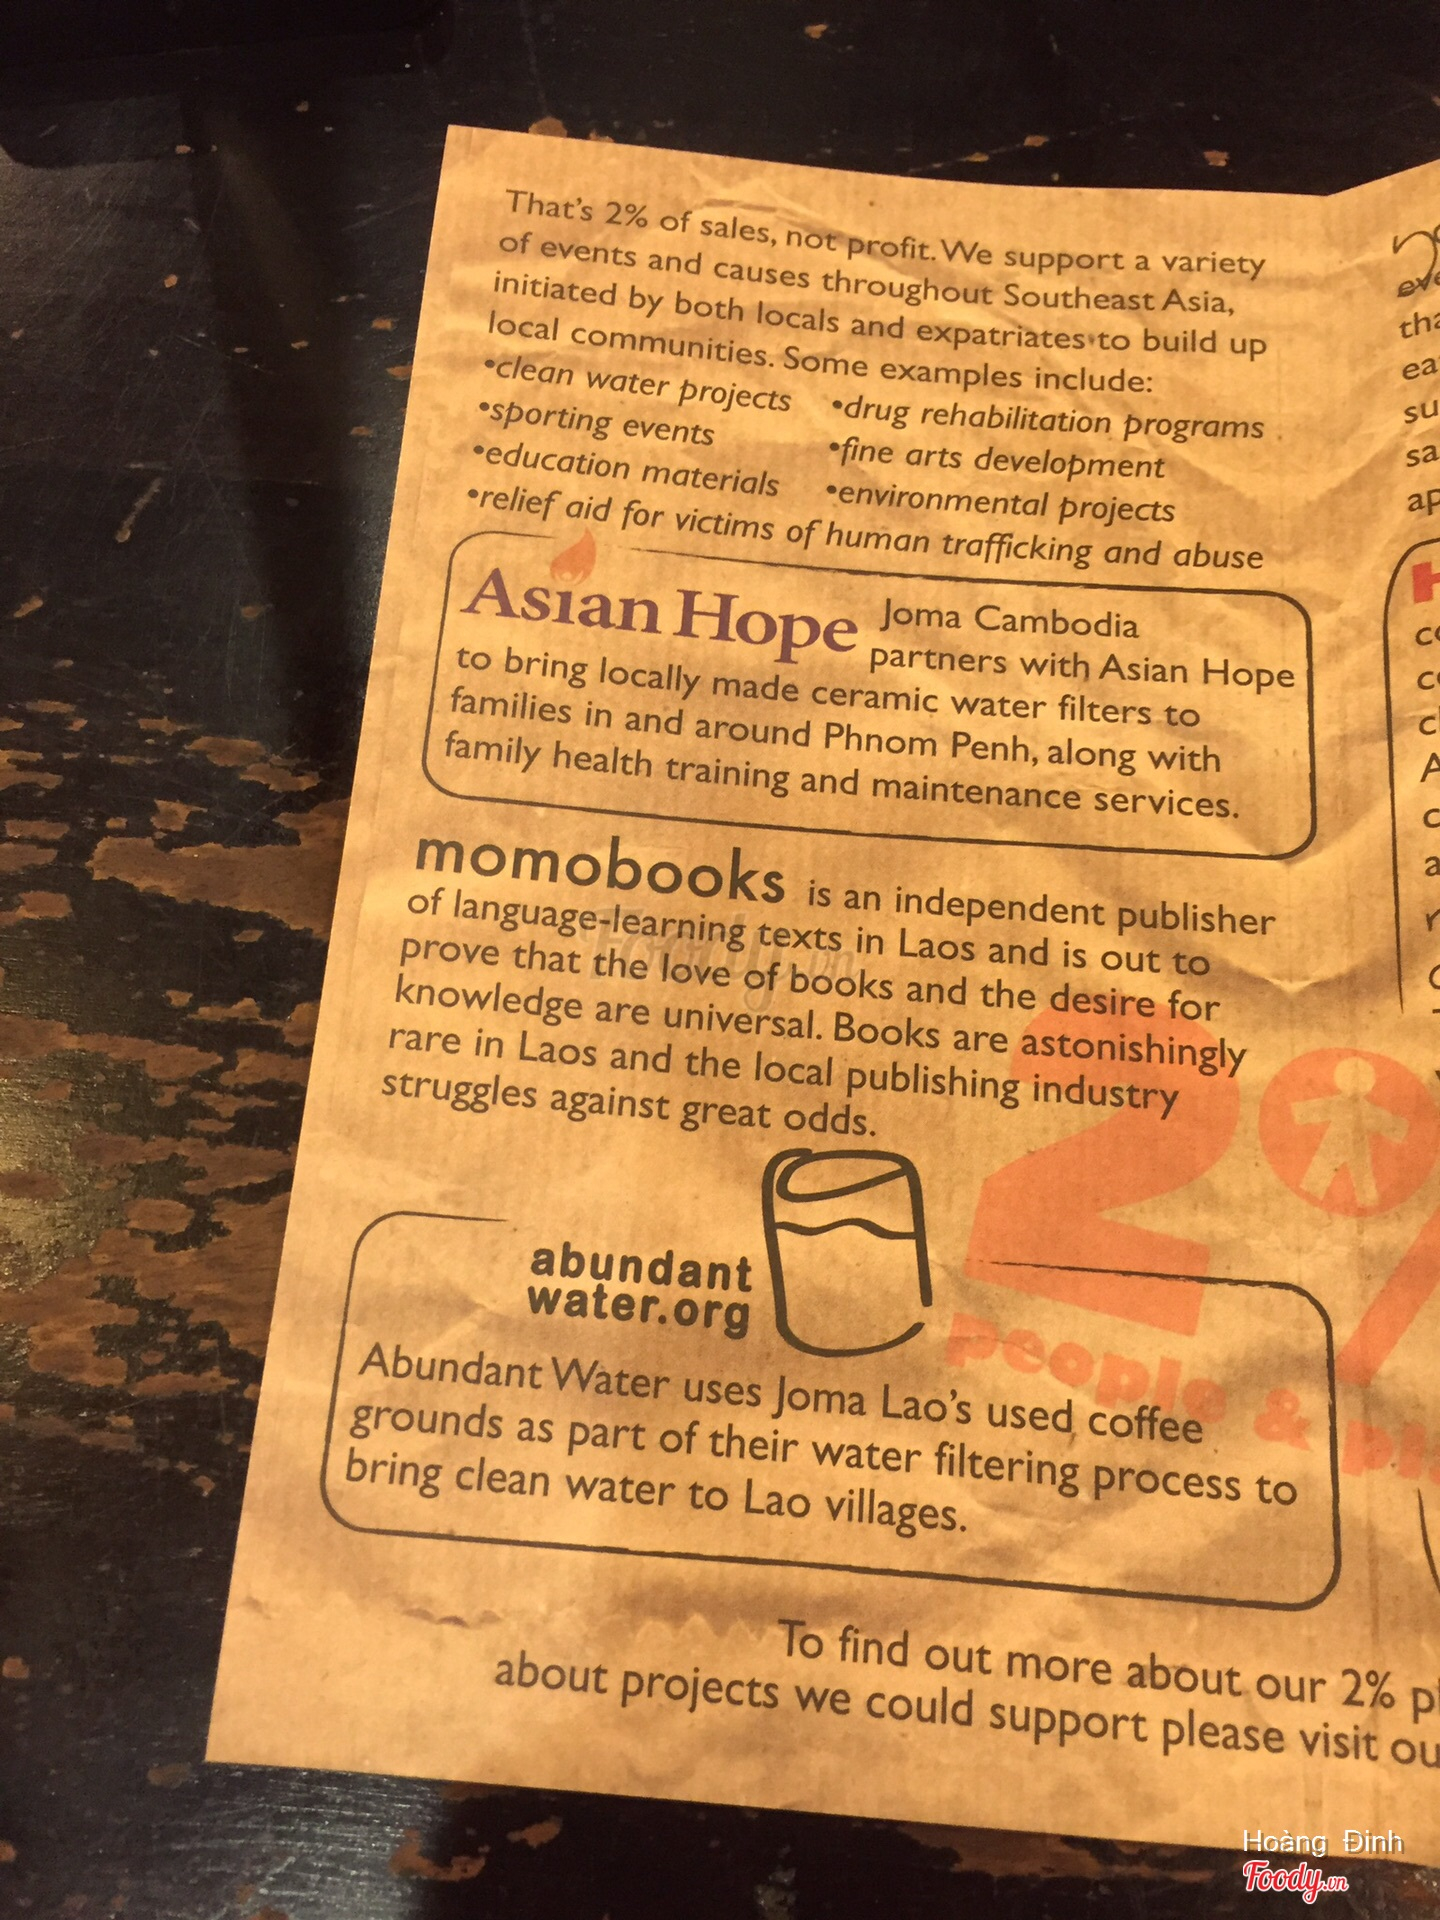 That's 2% of sales, not profit. We support a variety
of events and causes throughout Southeast Asia,
initiated by both locals and expatriates to build up
local communities. Some examples include:
•clean water projects •drug rehabilitation programs
•sporting events •fine arts development
•education materials •environmental projects
•relief aid for victims of human trafficking and abuse
Asian Hope Joma Cambodia
partners with Asian Hope
to bring locally made ceramic water filters to
families in and around Phnom Penh, along with
family health training and maintenance services.
momobooks is an independent publisher
of language-learning texts in Laos and is out to
prove that the love of books and the desire for
knowledge are universal. Books are astonishingly
rare in Laos and the local publishing industry
struggles against great odds.
2%
people &
abundant
water.org
Abundant Water uses Joma Lao's used coffee
grounds as part of their water filtering process to
bring clean water to Lao villages.
To find out more about our 2%
about projects we could support please visit
Foody.vn
Hoàng Đinh
Foody.vn